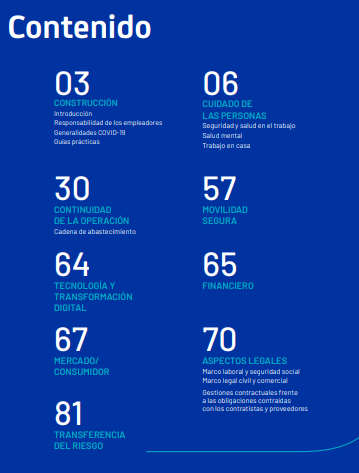 Contenido
03
CONSTRUCCIÓN
Introducción
Responsabilidad de los empleadores
Generalidades COVID-19
Guías prácticas
06
CUIDADO DE
LAS PERSONAS
Seguridad y salud en el trabajo
Salud mental
Trabajo en casa
30
CONTINUIDAD
DE LA OPERACIÓN
Cadena de abastecimiento
57
MOVILIDAD
SEGURA
64
TECNOLOGÍA Y
TRANSFORMACIÓN
DIGITAL
65
FINANCIERO
67
MERCADO/
CONSUMIDOR
70
ASPECTOS LEGALES
Marco laboral y seguridad social
Marco legal civil y comercial
Gestiones contractuales frente
a las obligaciones contraídas
con los contratistas y proveedores
81
TRANSFERENCIA
DEL RIESGO